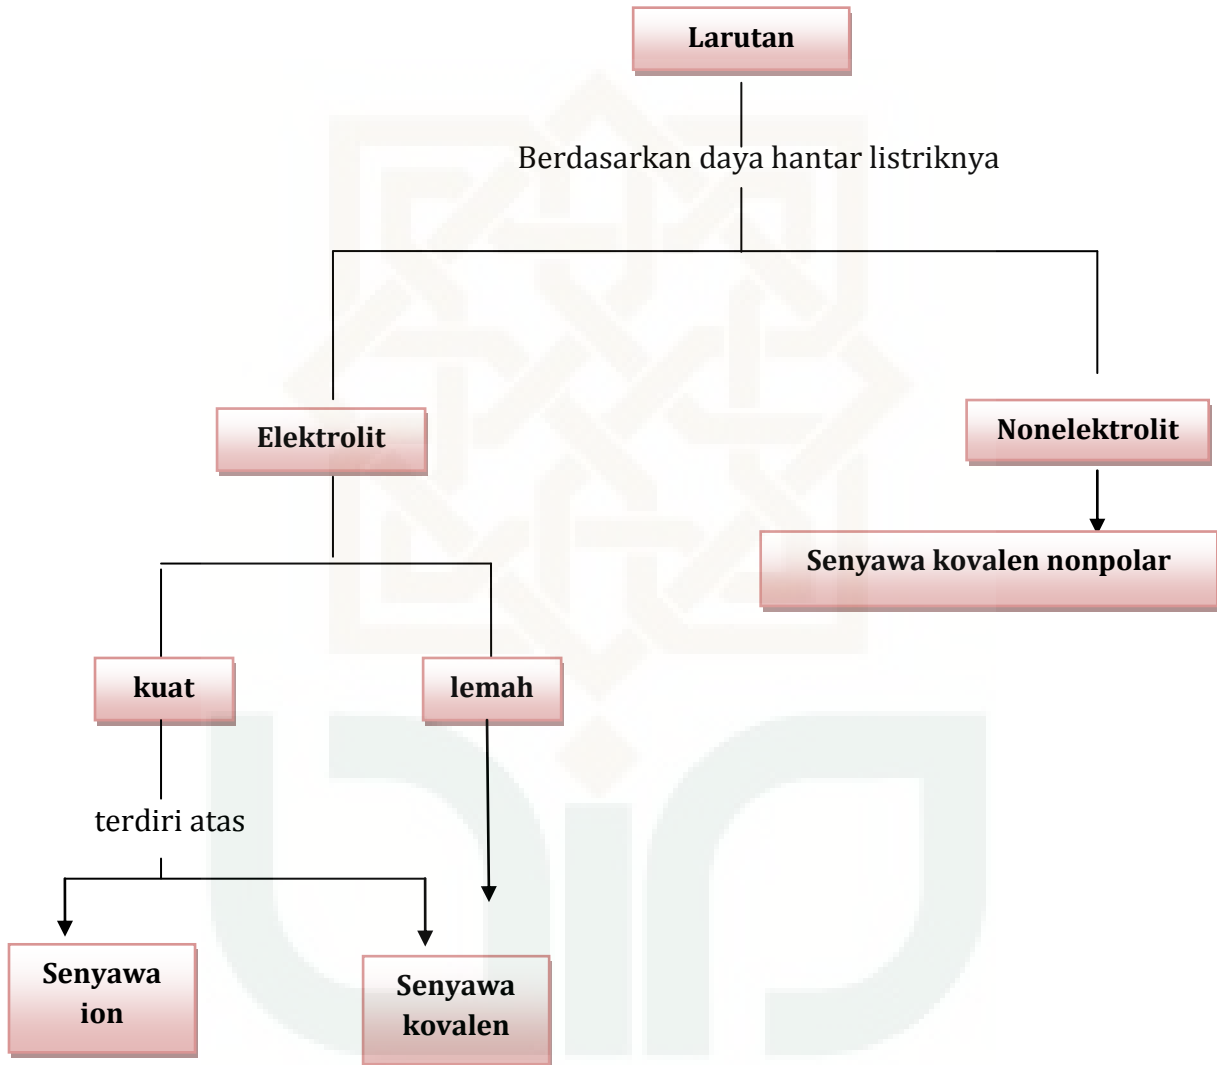 Larutan
Berdasarkan daya hantar listriknya
Elektrolit
Nonelektrolit
Senyawa kovalen nonpolar
kuat
lemah
terdiri atas
Senyawa
ion
Senyawa
kovalen